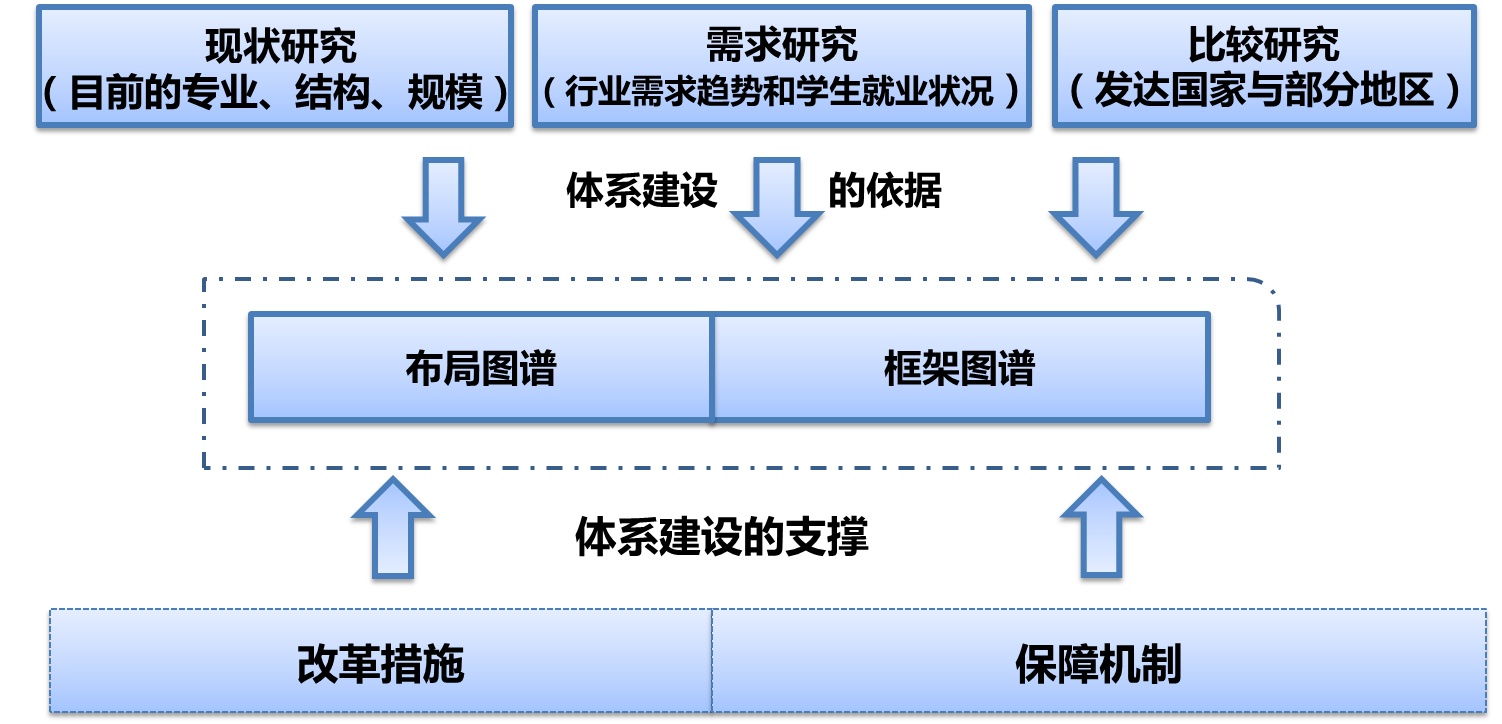 现状研究
（目前的专业、结构、规模）
需求研究
（行业需求趋势和学生就业状况）
比较研究
（发达国家与部分地区）
体系建设 的依据
布局图谱
框架图谱
体系建设的支撑
改革措施
保障机制